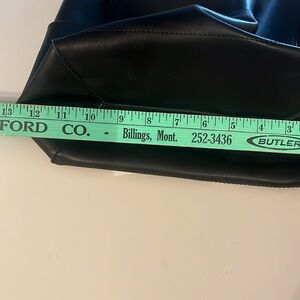 13 12 11 10 9 8 7 6 5 4 3
FORD CO. - Billings, Mont. 252-3436 BUTLER